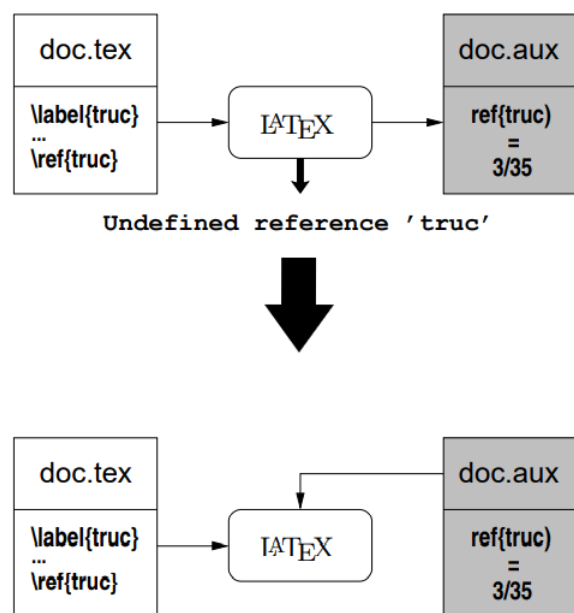 doc.tex
\label{truc}
...
\ref{truc}
LATEX
doc.aux
ref{truc)
=
3/35
Undefined reference ’truc’
doc.tex
\label{truc}
...
\ref{truc}
LATEX
doc.aux
ref{truc)
=
3/35